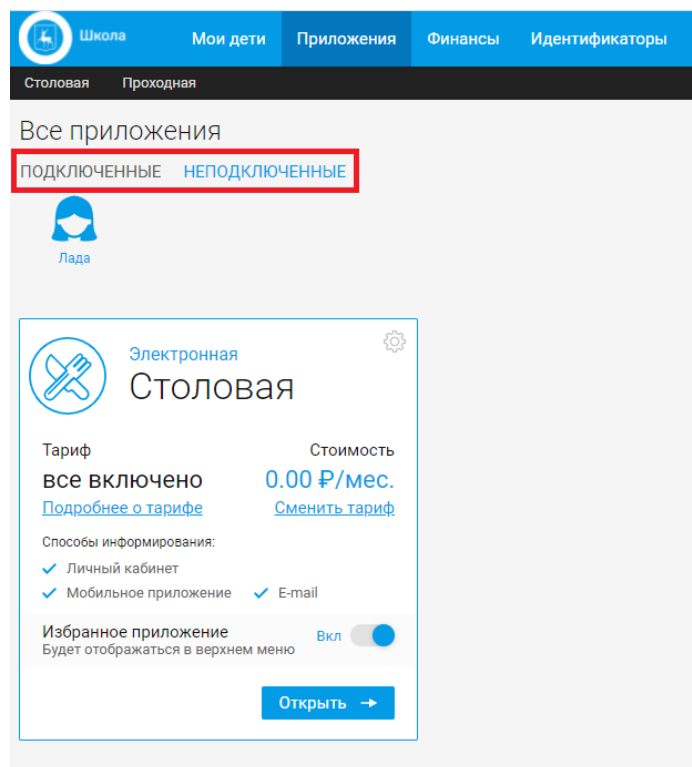 Школа Мои дети Приложения Финансы Идентификаторы
Столовая Проходная
Все приложения
ПОДКЛЮЧЕННЫЕ НЕПОДКЛЮЧЕННЫЕ
Лада
Электронная
Столовая
Тариф Стоимость
все включено 0.00 ₽/мес.
Подробнее о тарифе Сменить тариф
Способы информирования:
Личный кабинет
Мобильное приложение E-mail
Избранное приложение Вкл
Будет отображаться в верхнем меню
Открыть →